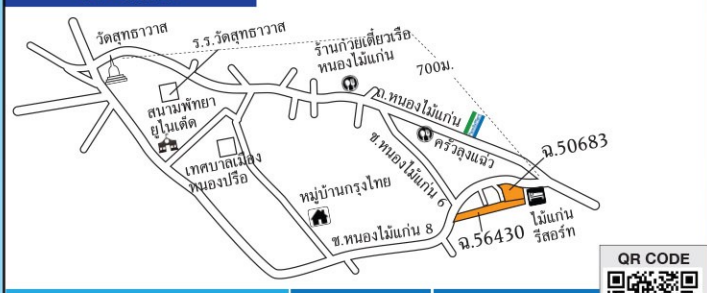 วัดสุทธาวาส
ร.ร.วัดสุทธาวาส
ร้านก๋วยเตี๋ยวเรือ
หนองไม้แก่น
700ม.
สนามพัทยา
ยูไนเต็ด
ถ.หนองไม้แก่น
ครัวลุงแฉ่ว
ฉ.50683
เทศบาลเมือง
หนองปรือ
ซ.หนองไม้แก่น 6
หมู่บ้านกรุงไทย
ซ.หนองไม้แก่น 8
ฉ.56430
ไม้แก่น
รีสอร์ท
QR CODE